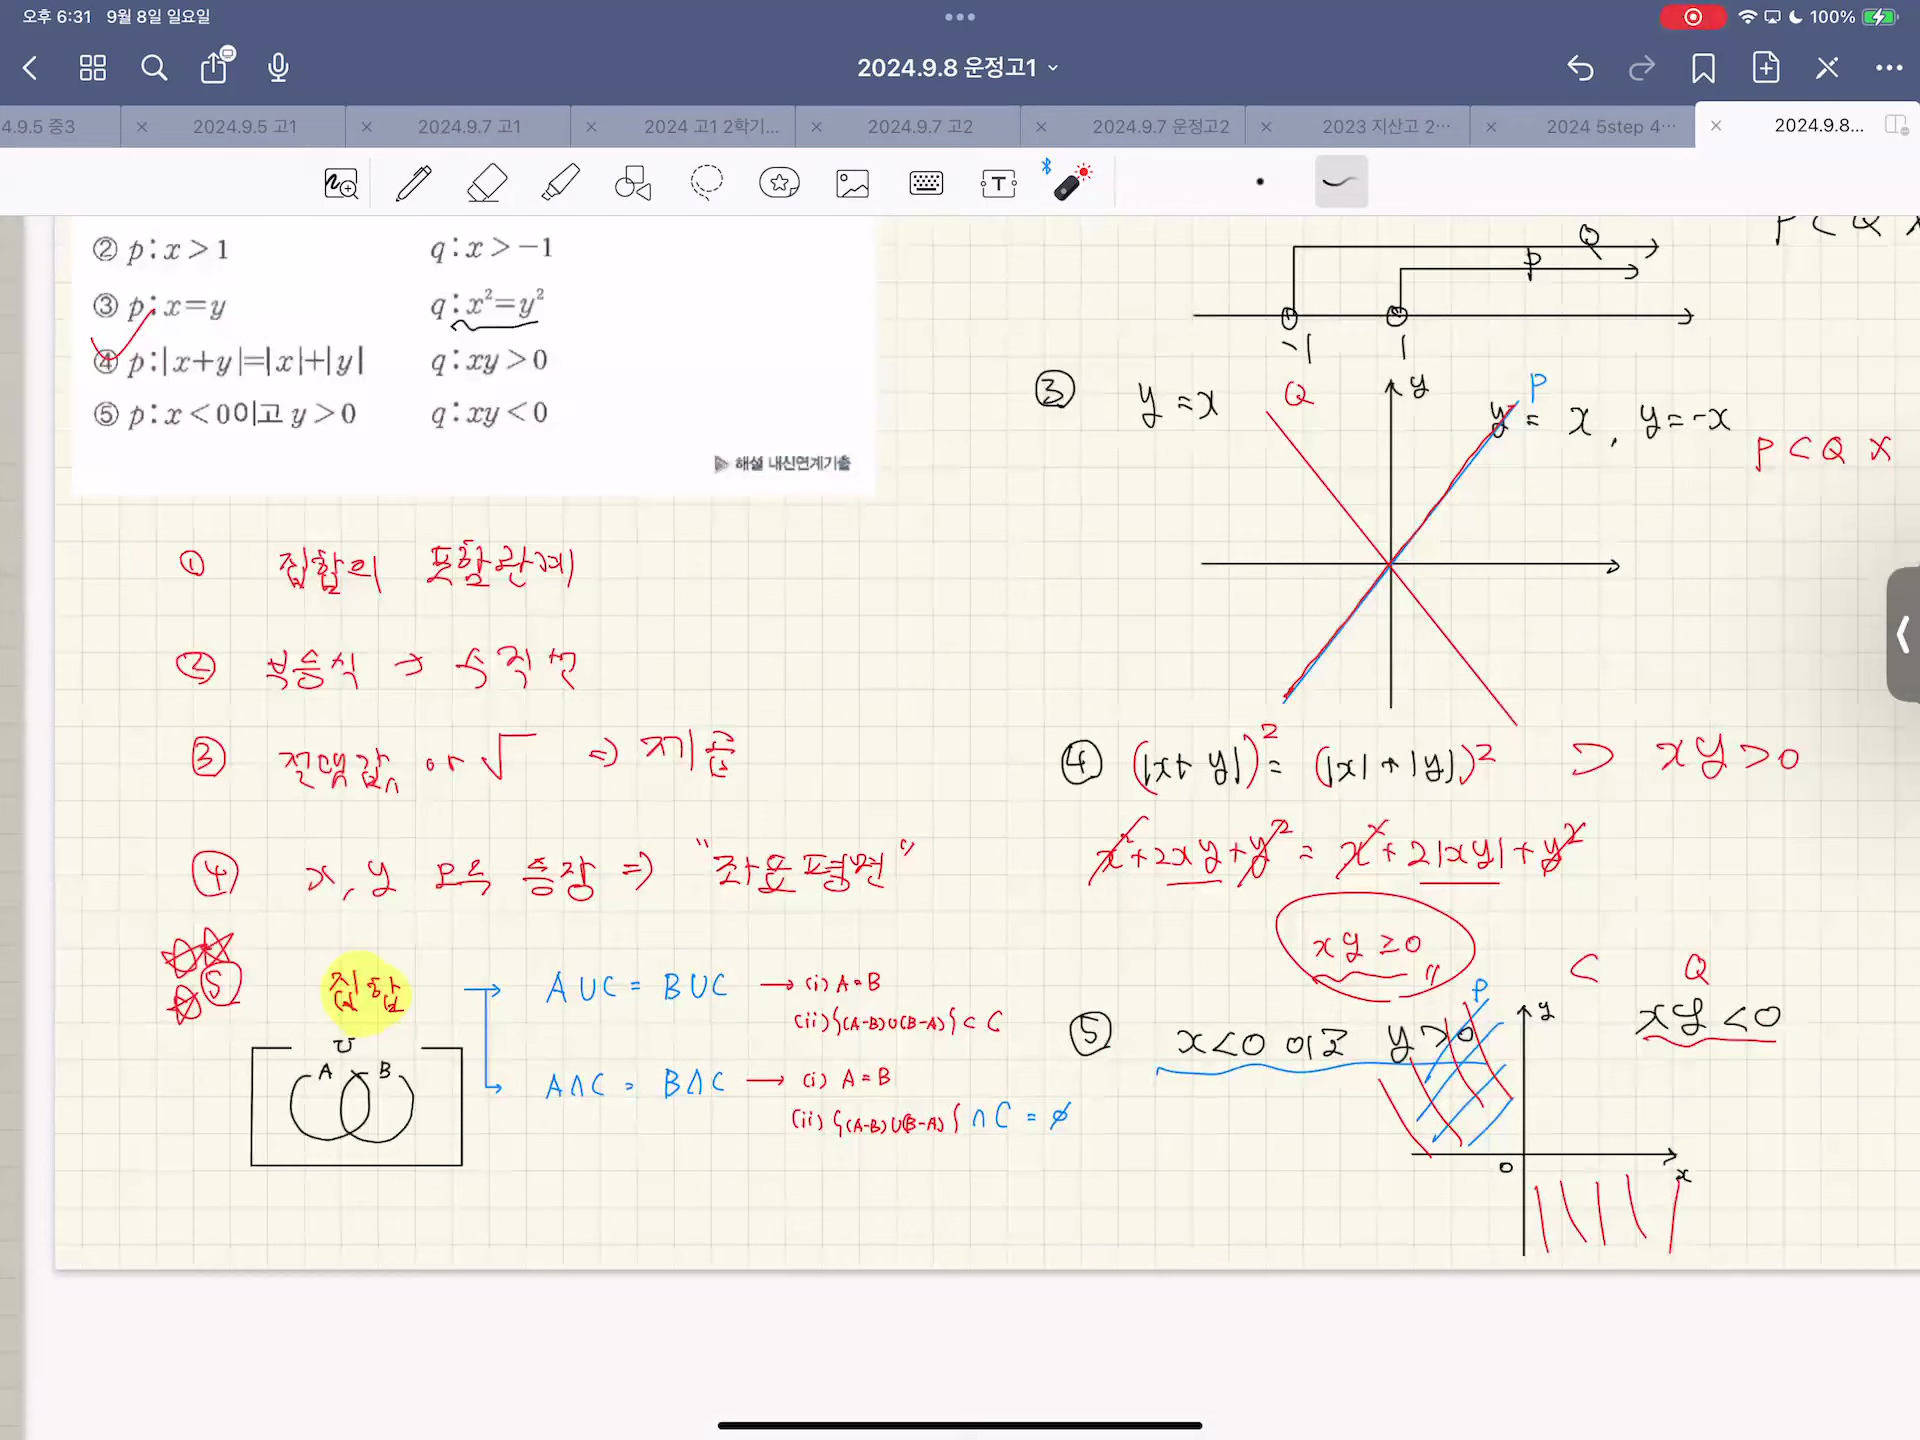 오후 6:31 9월 8일 일요일
100%
2024.9.8 운정고1
4.9.5 중3
2024.9.5 고1
2024.9.7 고1
2024 고1 2학기...
2024.9.7 고2
2024.9.7 운정고2
2023 지산고 2...
2024 5step 4...
2024.9.8...
② p:x>1 q:x>-1
③ p:x=y q:x²=y²
④ p:|x+y|=|x|+|y| q:xy>0
⑤ p:x<0이고 y>0 q:xy<0
▶ 해설 내신연계기출
① 집합의 포함관계
② 부등식 → 수직선
③ 절댓값 or √ ⇒ 제곱
④ x, y 모두 등장 ⇒ "좌표평면"
⑤ 집합
U
A B
A∪C = B∪C → (i) A=B
(ii) {(A-B)∪(B-A)} ⊂ C
A∩C = B∩C → (i) A=B
(ii) {(A-B)∪(B-A)} ∩ C = ∅
P ⊂ Q X
Q
P
-1 1
③ y=x Q y P
y = x, y=-x
P ⊂ Q X
④ (|x+y|)² = (|x|+|y|)² ⊃ xy>0
x²+2xy+y² = x²+2|xy|+y²
xy≥0
P ⊂ Q
⑤ x<0 이고 y>0 y xy<0
0 x